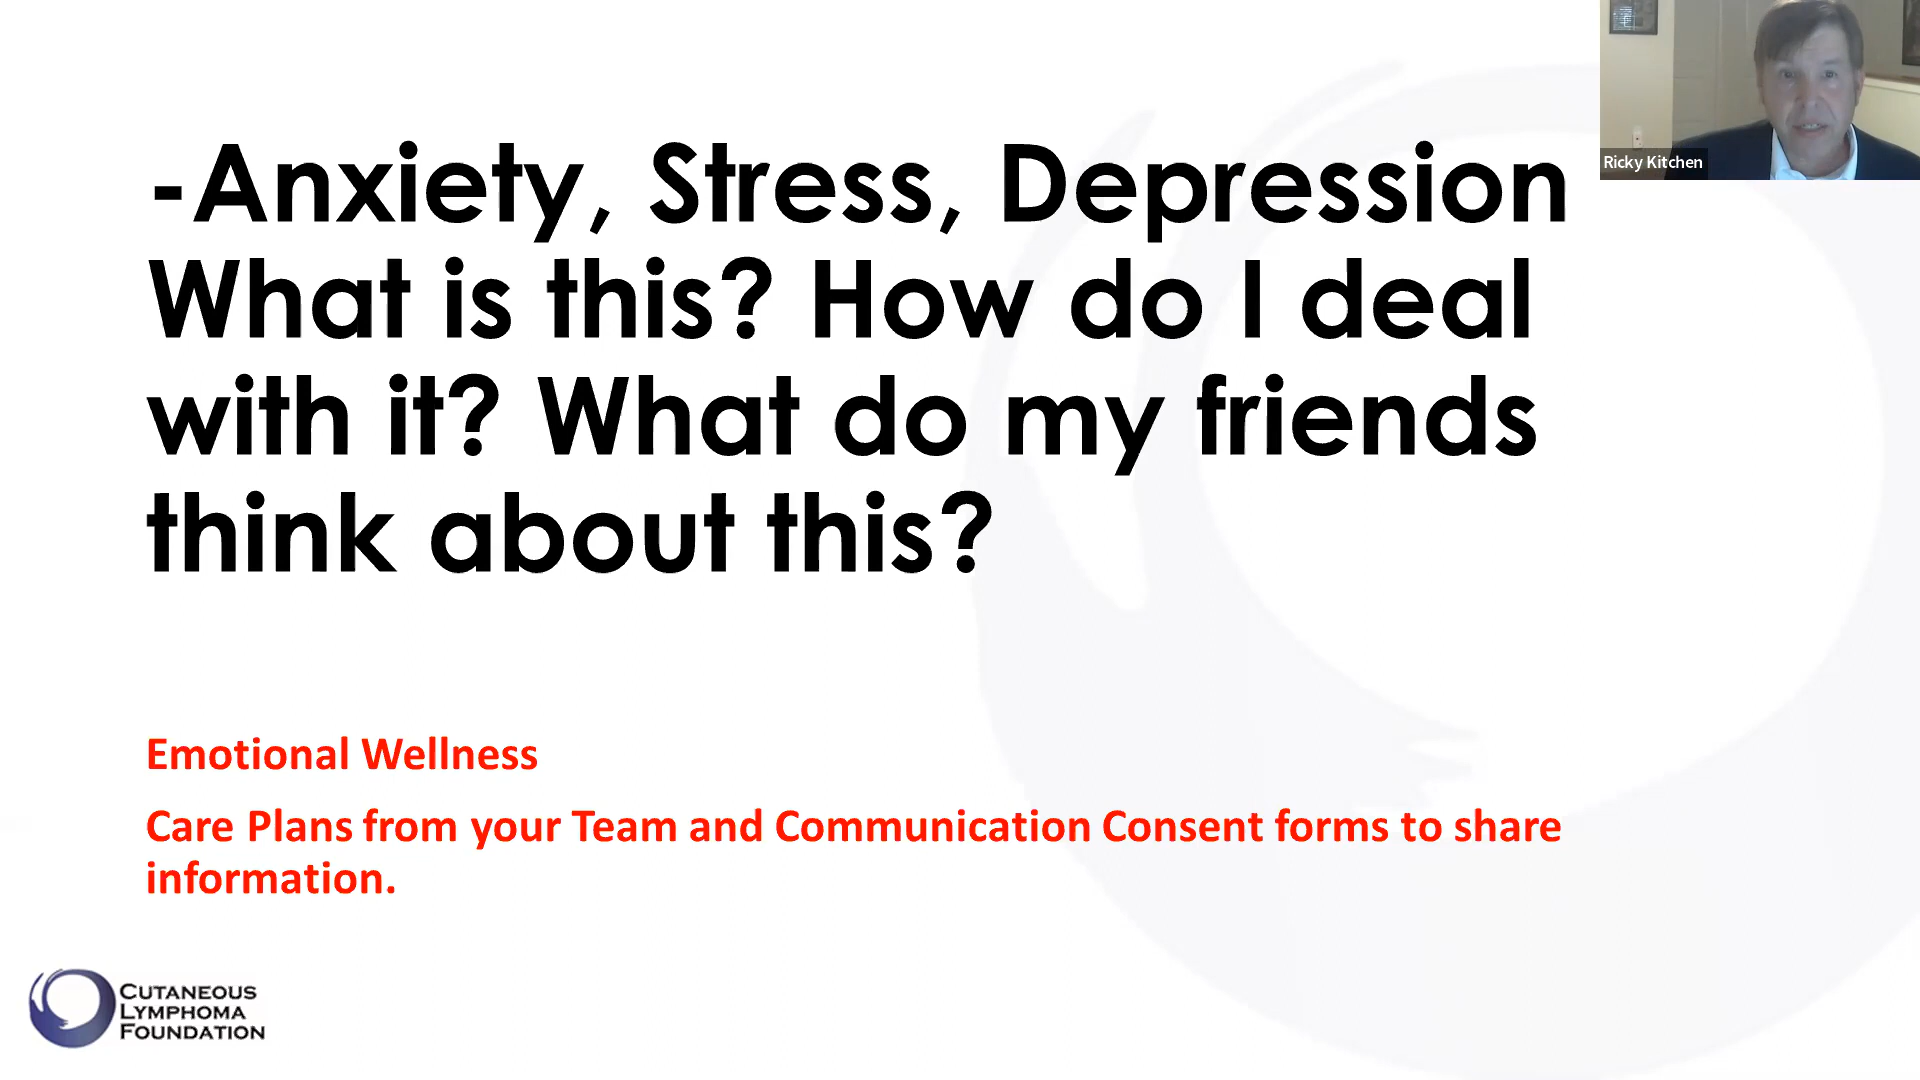 -Anxiety, Stress, Depression
What is this? How do I deal
with it? What do my friends
think about this?
Emotional Wellness
Care Plans from your Team and Communication Consent forms to share
information.
Ricky Kitchen
CUTANEOUS
LYMPHOMA
FOUNDATION